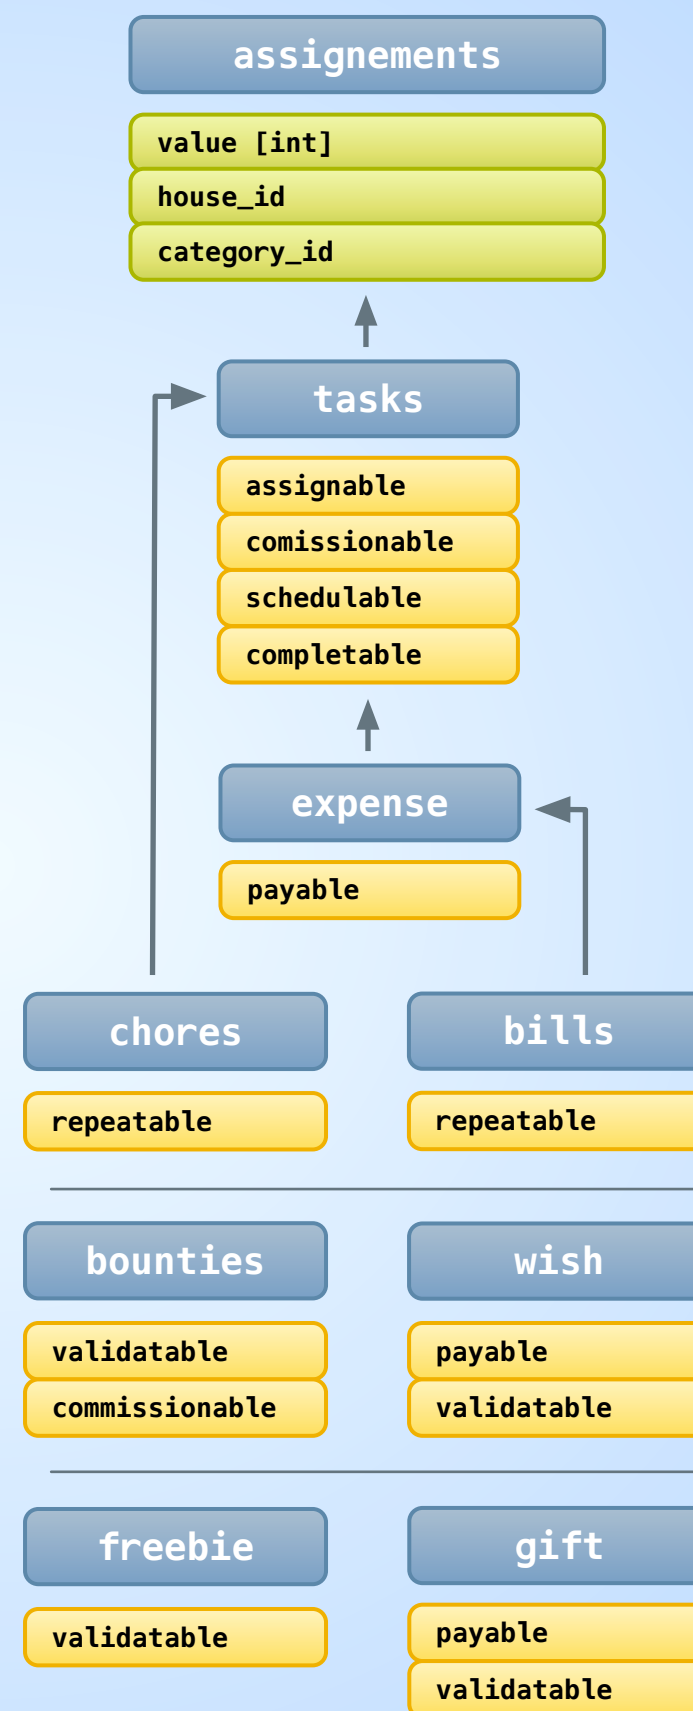 assignements
value [int]
house_id
category_id
tasks
assignable
comissionable
schedulable
completable
expense
payable
chores
repeatable
bills
repeatable
bounties
validatable
commissionable
wish
payable
validatable
freebie
validatable
gift
payable
validatable